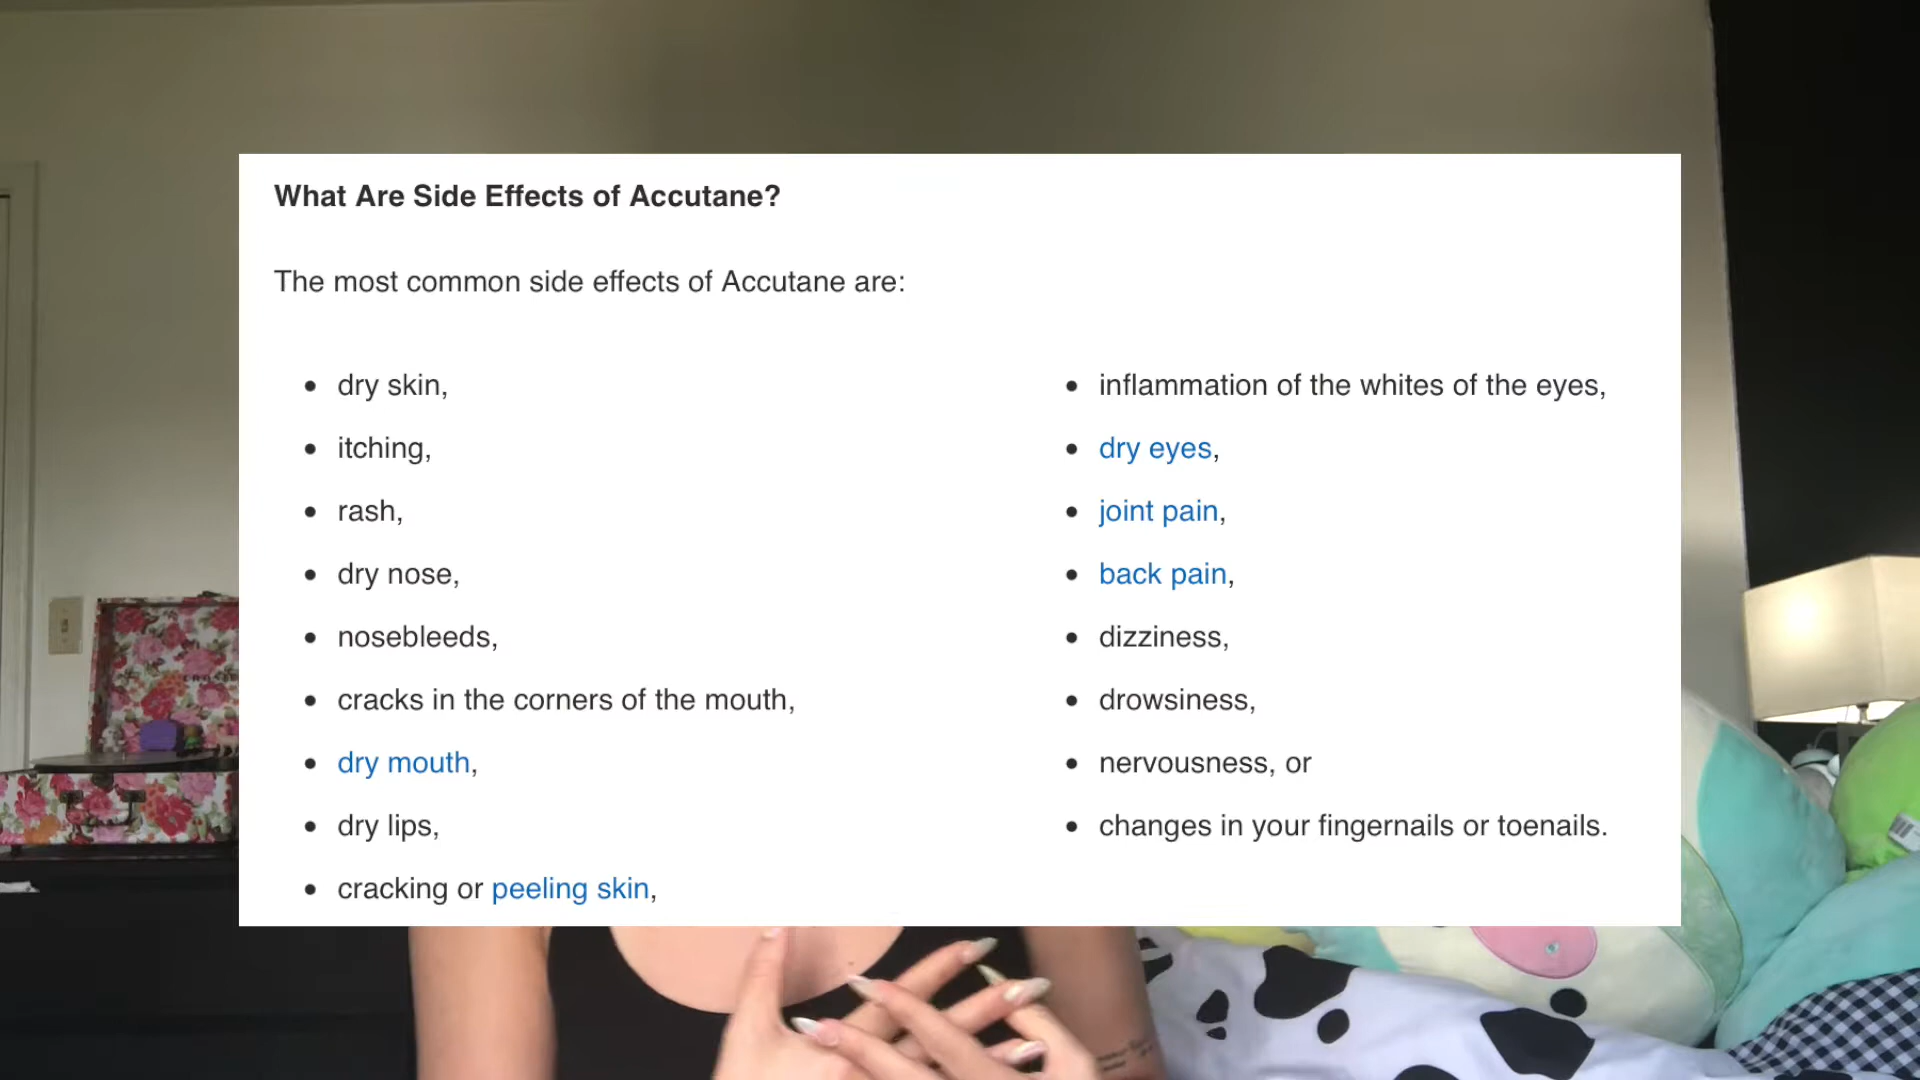 What Are Side Effects of Accutane?
The most common side effects of Accutane are:
dry skin,
itching,
rash,
dry nose,
nosebleeds,
cracks in the corners of the mouth,
dry mouth,
dry lips,
cracking or peeling skin,
inflammation of the whites of the eyes,
dry eyes,
joint pain,
back pain,
dizziness,
drowsiness,
nervousness, or
changes in your fingernails or toenails.